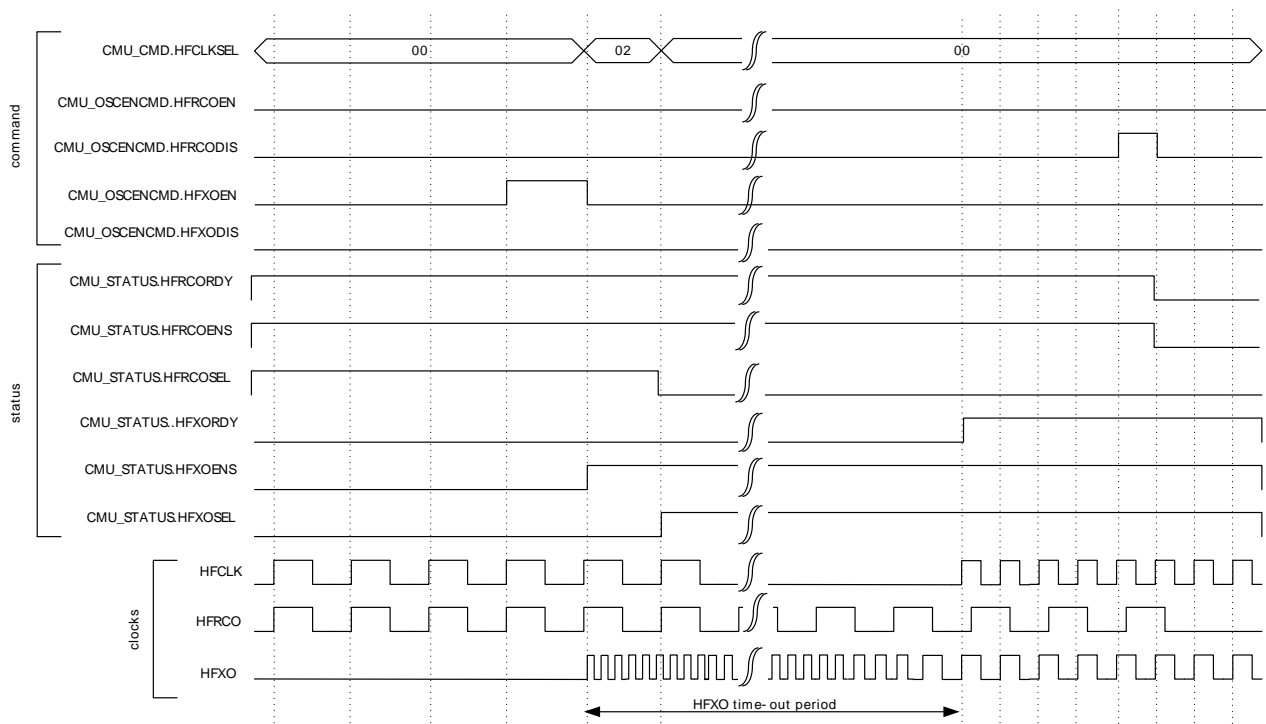 command
CMU_CMD.HFCLKSEL
00
02
00
CMU_OSCENCMD.HFRCOEN
CMU_OSCENCMD.HFRCODIS
CMU_OSCENCMD.HFXOEN
CMU_OSCENCMD.HFXODIS
status
CMU_STATUS.HFRCORDY
CMU_STATUS.HFRCOENS
CMU_STATUS.HFRCOSEL
CMU_STATUS..HFXORDY
CMU_STATUS.HFXOENS
CMU_STATUS.HFXOSEL
clocks
HFCLK
HFRCO
HFXO
HFXO time-out period